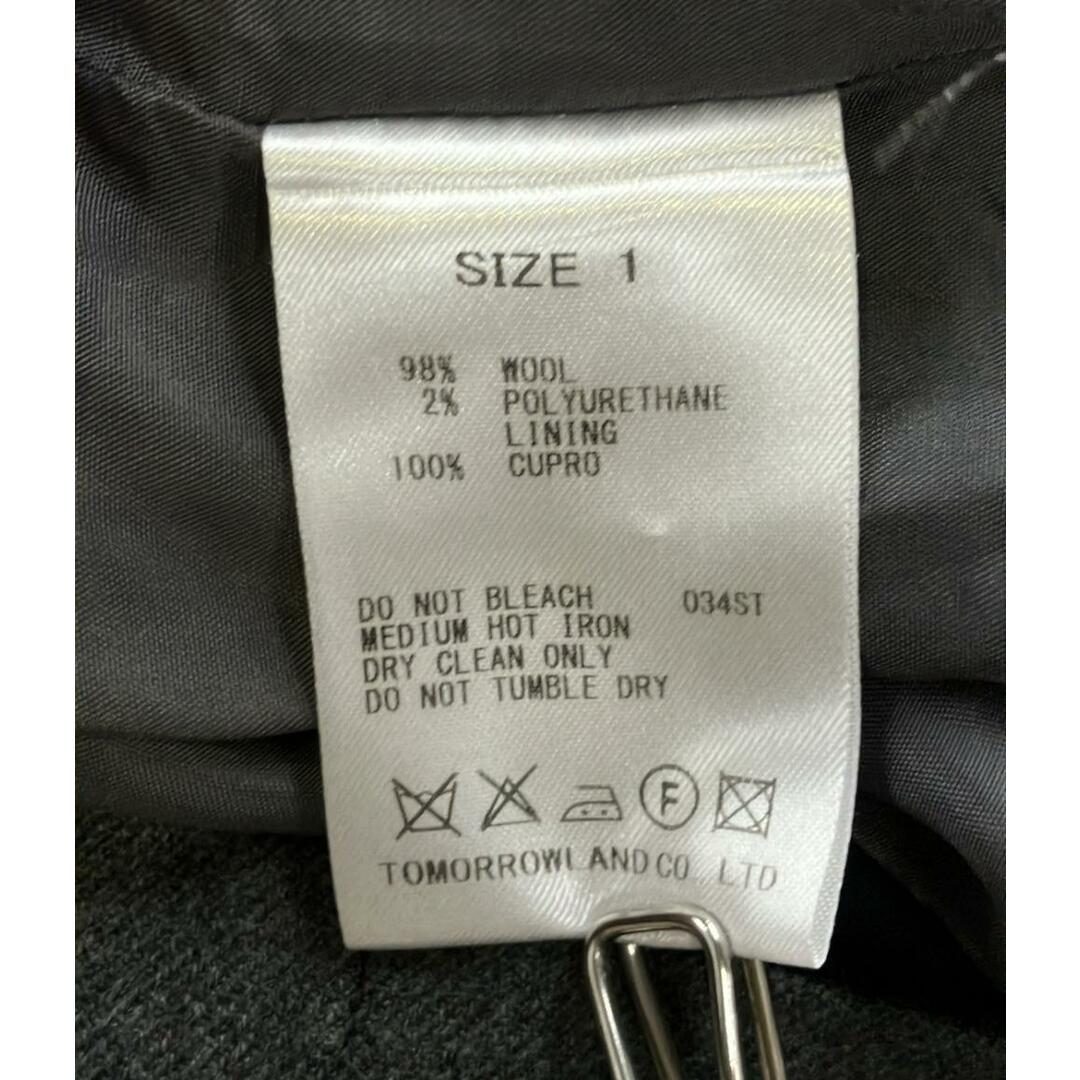 SIZE 1
98% WOOL
2% POLYURETHANE
LINING
100% CUPRO
DO NOT BLEACH 034ST
MEDIUM HOT IRON
DRY CLEAN ONLY
DO NOT TUMBLE DRY
F
TOMORROWLAND CO LTD